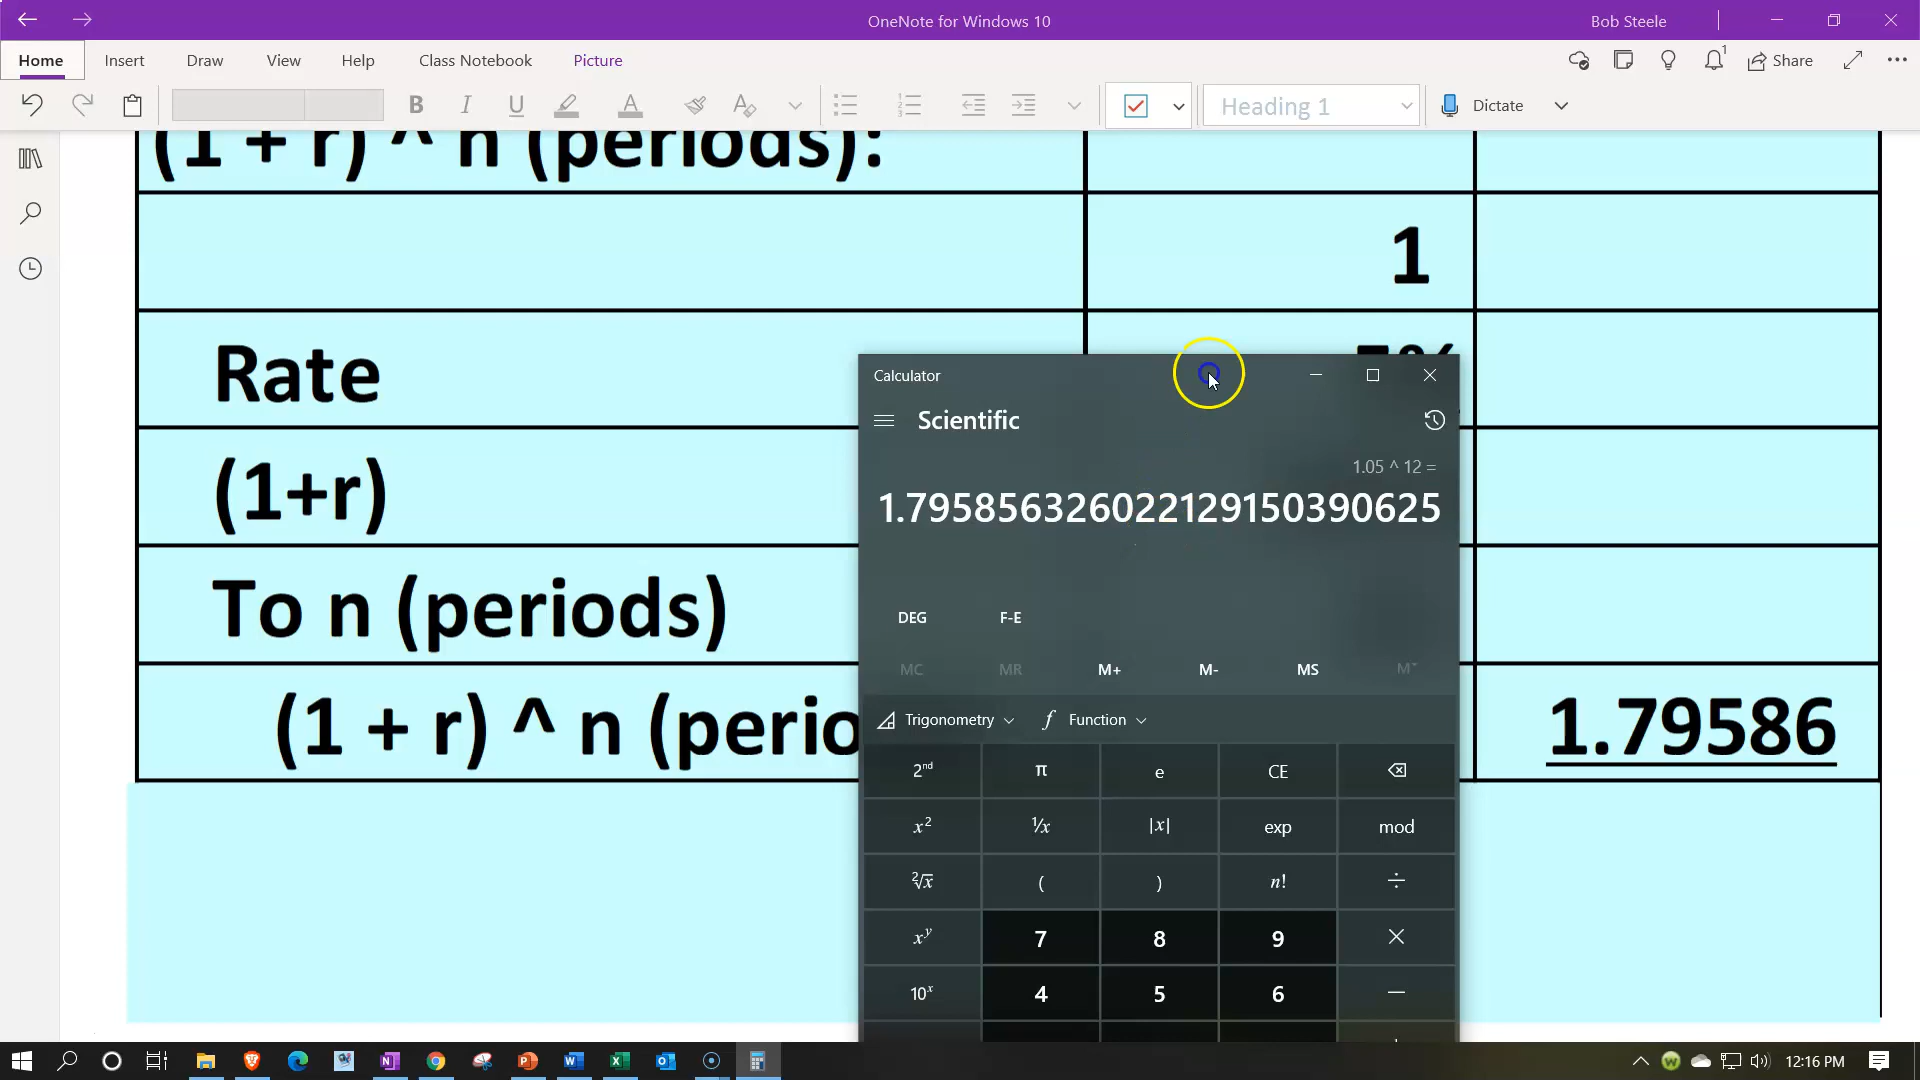 OneNote for Windows 10
Bob Steele
Home
Insert
Draw
View
Help
Class Notebook
Picture
1
Share
B
I
U
A
A
Heading 1
Dictate
(1 + r) ^ n (periods):
1
Rate
(1+r)
To n (periods)
(1 + r) ^ n (perio
1.79586
Calculator
Scientific
1.05 ^ 12 =
1.795856326022129150390625
DEG
F-E
MC
MR
M+
M-
MS
M
Trigonometry
f Function
2nd
π
e
CE
x2
1/x
|x|
exp
mod
2√x
(
)
n!
÷
xy
7
8
9
×
10x
4
5
6
−
12:16 PM